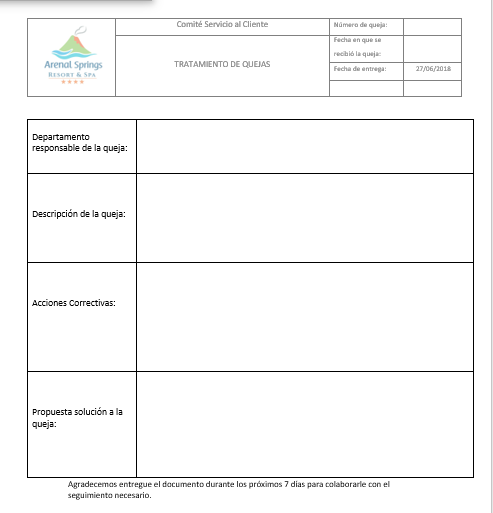 Arenal Springs
RESORT & SPA
Comité Servicio al Cliente
TRATAMIENTO DE QUEJAS
Número de queja:
Fecha en que se
recibió la queja:
Fecha de entrega:
27/06/2018
Departamento
responsable de la queja:
Descripción de la queja:
Acciones Correctivas:
Propuesta solución a la
queja:
Agradecemos entregue el documento durante los próximos 7 días para colaborarle con el
seguimiento necesario.